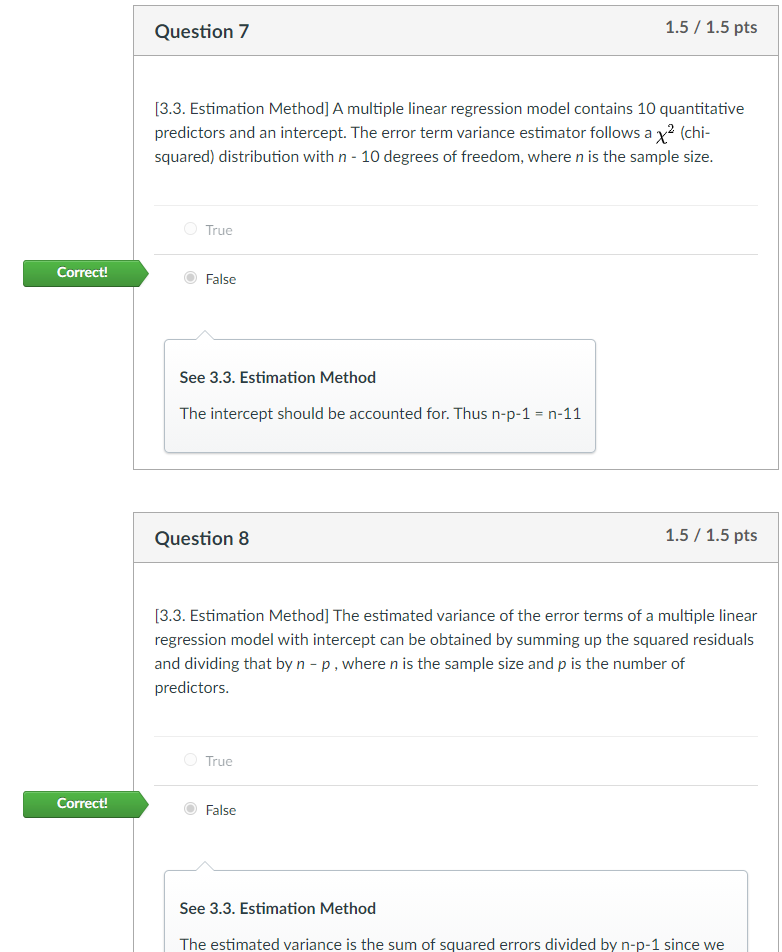 Question 7
1.5 / 1.5 pts
[3.3. Estimation Method] A multiple linear regression model contains 10 quantitative
predictors and an intercept. The error term variance estimator follows a χ² (chi-
squared) distribution with n - 10 degrees of freedom, where n is the sample size.
True
Correct!
False
See 3.3. Estimation Method
The intercept should be accounted for. Thus n-p-1 = n-11
Question 8
1.5 / 1.5 pts
[3.3. Estimation Method] The estimated variance of the error terms of a multiple linear
regression model with intercept can be obtained by summing up the squared residuals
and dividing that by n – p , where n is the sample size and p is the number of
predictors.
True
Correct!
False
See 3.3. Estimation Method
The estimated variance is the sum of squared errors divided by n-p-1 since we